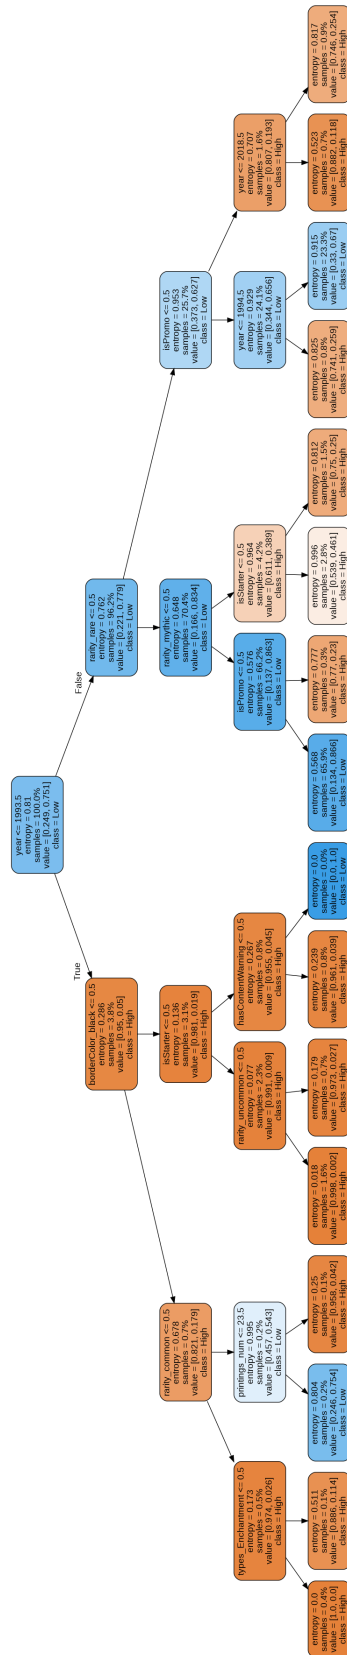 year <= 1993.5
entropy = 0.81
samples = 100.0%
value = [0.249, 0.751]
class = Low
True
False
borderColor_black <= 0.5
entropy = 0.286
samples = 3.8%
value = [0.95, 0.05]
class = High
rarity_rare <= 0.5
entropy = 0.762
samples = 96.2%
value = [0.221, 0.779]
class = Low
rarity_common <= 0.5
entropy = 0.678
samples = 0.7%
value = [0.821, 0.179]
class = High
isStarter <= 0.5
entropy = 0.136
samples = 3.1%
value = [0.981, 0.019]
class = High
rarity_mythic <= 0.5
entropy = 0.648
samples = 70.4%
value = [0.166, 0.834]
class = Low
isPromo <= 0.5
entropy = 0.953
samples = 25.7%
value = [0.373, 0.627]
class = Low
types_Enchantment <= 0.5
entropy = 0.173
samples = 0.5%
value = [0.974, 0.026]
class = High
printings_num <= 23.5
entropy = 0.995
samples = 0.2%
value = [0.457, 0.543]
class = Low
rarity_uncommon <= 0.5
entropy = 0.077
samples = 2.3%
value = [0.991, 0.009]
class = High
hasContentWarning <= 0.5
entropy = 0.267
samples = 0.8%
value = [0.955, 0.045]
class = High
isPromo <= 0.5
entropy = 0.576
samples = 66.2%
value = [0.137, 0.863]
class = Low
isStarter <= 0.5
entropy = 0.964
samples = 4.2%
value = [0.611, 0.389]
class = High
year <= 1994.5
entropy = 0.929
samples = 24.1%
value = [0.344, 0.656]
class = Low
year <= 2018.5
entropy = 0.707
samples = 1.6%
value = [0.807, 0.193]
class = High
entropy = 0.0
samples = 0.4%
value = [1.0, 0.0]
class = High
entropy = 0.511
samples = 0.1%
value = [0.886, 0.114]
class = High
entropy = 0.804
samples = 0.2%
value = [0.246, 0.754]
class = Low
entropy = 0.25
samples = 0.1%
value = [0.958, 0.042]
class = High
entropy = 0.018
samples = 1.6%
value = [0.998, 0.002]
class = High
entropy = 0.179
samples = 0.7%
value = [0.973, 0.027]
class = High
entropy = 0.239
samples = 0.8%
value = [0.961, 0.039]
class = High
entropy = 0.0
samples = 0.0%
value = [0.0, 1.0]
class = Low
entropy = 0.568
samples = 65.9%
value = [0.134, 0.866]
class = Low
entropy = 0.777
samples = 0.3%
value = [0.77, 0.23]
class = High
entropy = 0.996
samples = 2.8%
value = [0.539, 0.461]
class = High
entropy = 0.812
samples = 1.5%
value = [0.75, 0.25]
class = High
entropy = 0.825
samples = 0.8%
value = [0.741, 0.259]
class = High
entropy = 0.915
samples = 23.3%
value = [0.33, 0.67]
class = Low
entropy = 0.523
samples = 0.7%
value = [0.882, 0.118]
class = High
entropy = 0.817
samples = 0.9%
value = [0.746, 0.254]
class = High